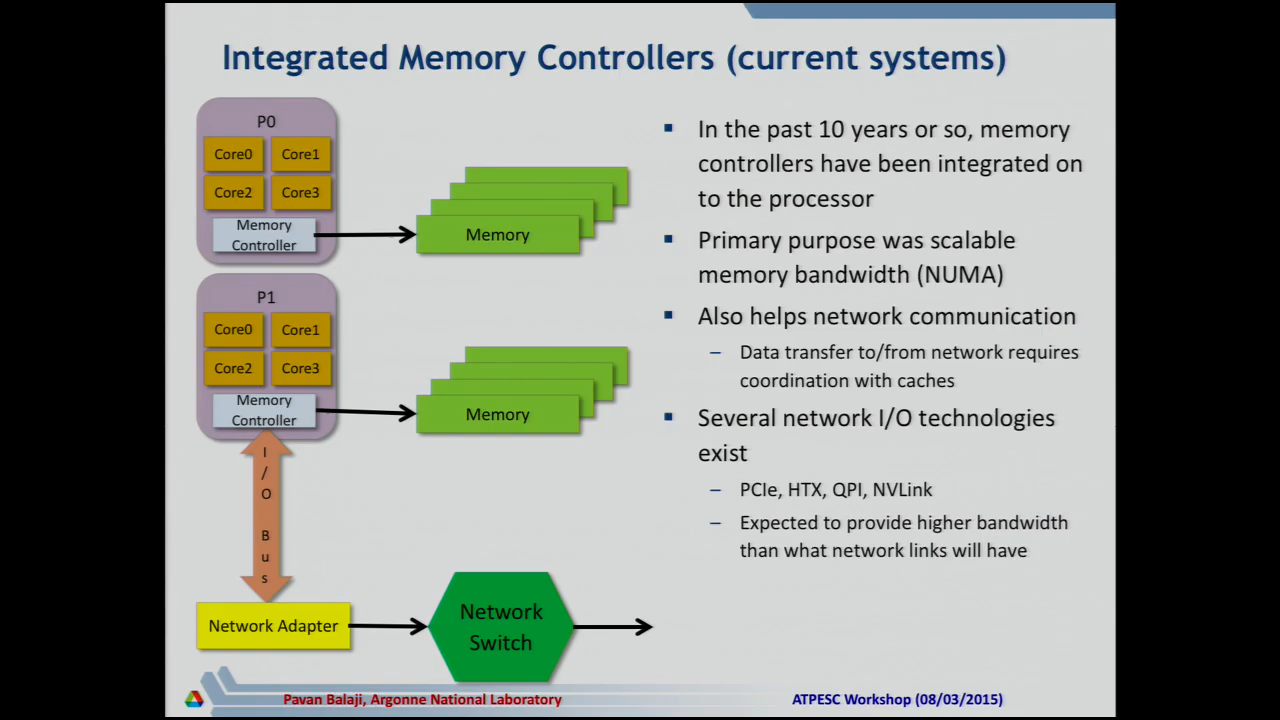 Integrated Memory Controllers (current systems)
P0
Core0
Core1
Core2
Core3
Memory
Controller
Memory
P1
Core0
Core1
Core2
Core3
Memory
Controller
Memory
I
/
O
B
u
s
Network Adapter
Network
Switch
In the past 10 years or so, memory
controllers have been integrated on
to the processor
Primary purpose was scalable
memory bandwidth (NUMA)
Also helps network communication
– Data transfer to/from network requires
coordination with caches
Several network I/O technologies
exist
– PCIe, HTX, QPI, NVLink
– Expected to provide higher bandwidth
than what network links will have
Pavan Balaji, Argonne National Laboratory
ATPESC Workshop (08/03/2015)